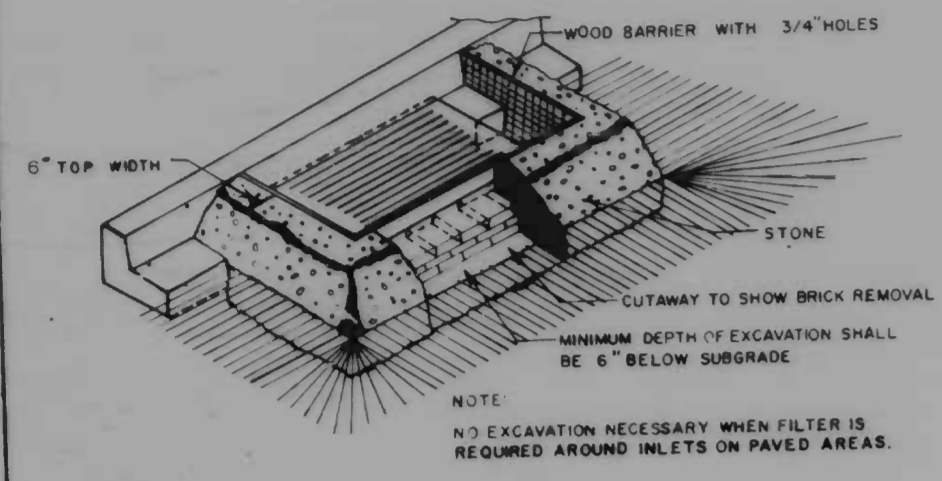 WOOD BARRIER WITH 3/4" HOLES
6" TOP WIDTH
STONE
CUTAWAY TO SHOW BRICK REMOVAL
MINIMUM DEPTH OF EXCAVATION SHALL
BE 6" BELOW SUBGRADE
NOTE:
NO EXCAVATION NECESSARY WHEN FILTER IS
REQUIRED AROUND INLETS ON PAVED AREAS.